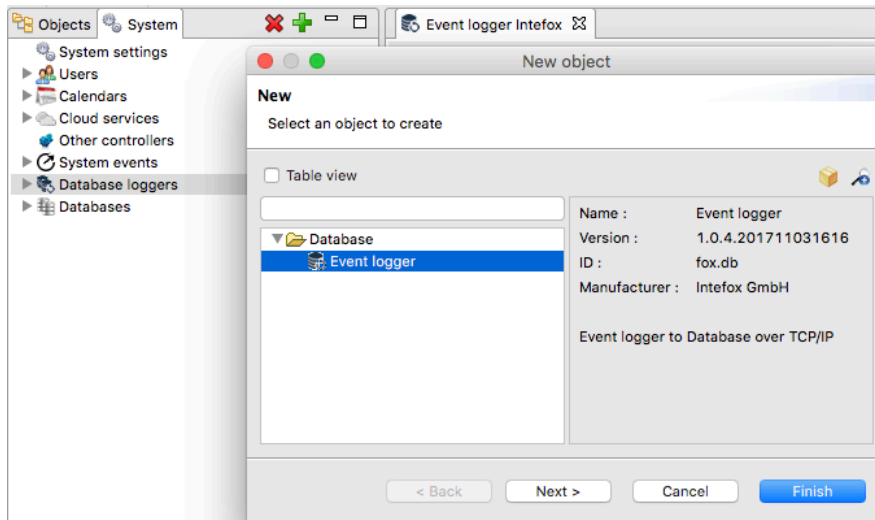 Objects System
Event logger Intefox
System settings
Users
Calendars
Cloud services
Other controllers
System events
Database loggers
Databases
New object
New
Select an object to create
Table view
Database
Event logger
Name : Event logger
Version : 1.0.4.201711031616
ID : fox.db
Manufacturer : Intefox GmbH
Event logger to Database over TCP/IP
< Back Next > Cancel Finish